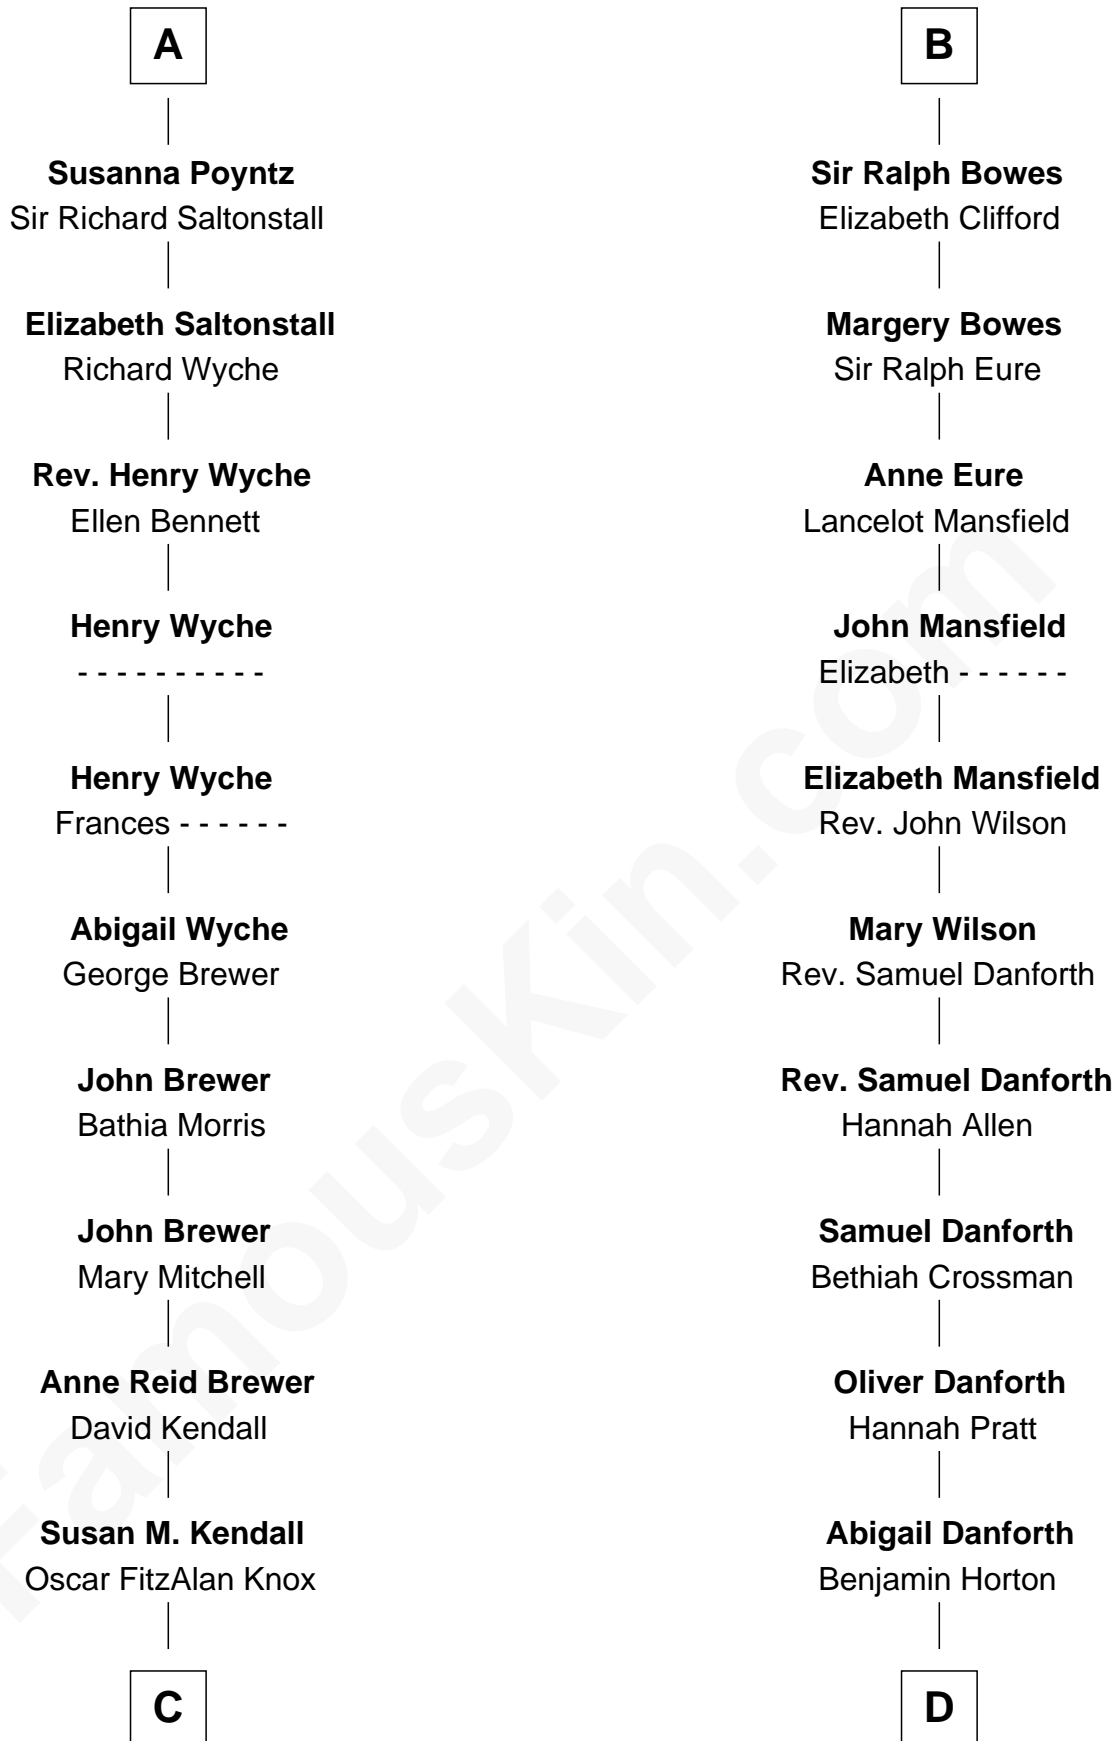 A
Susanna Poyntz
Sir Richard Saltonstall
Elizabeth Saltonstall
Richard Wyche
Rev. Henry Wyche
Ellen Bennett
Henry Wyche
- - - - - - - - - -
Henry Wyche
Frances - - - - - -
Abigail Wyche
George Brewer
John Brewer
Bathia Morris
John Brewer
Mary Mitchell
Anne Reid Brewer
David Kendall
Susan M. Kendall
Oscar FitzAlan Knox
C
B
Sir Ralph Bowes
Elizabeth Clifford
Margery Bowes
Sir Ralph Eure
Anne Eure
Lancelot Mansfield
John Mansfield
Elizabeth - - - - - -
Elizabeth Mansfield
Rev. John Wilson
Mary Wilson
Rev. Samuel Danforth
Rev. Samuel Danforth
Hannah Allen
Samuel Danforth
Bethiah Crossman
Oliver Danforth
Hannah Pratt
Abigail Danforth
Benjamin Horton
D
FamousKin.com